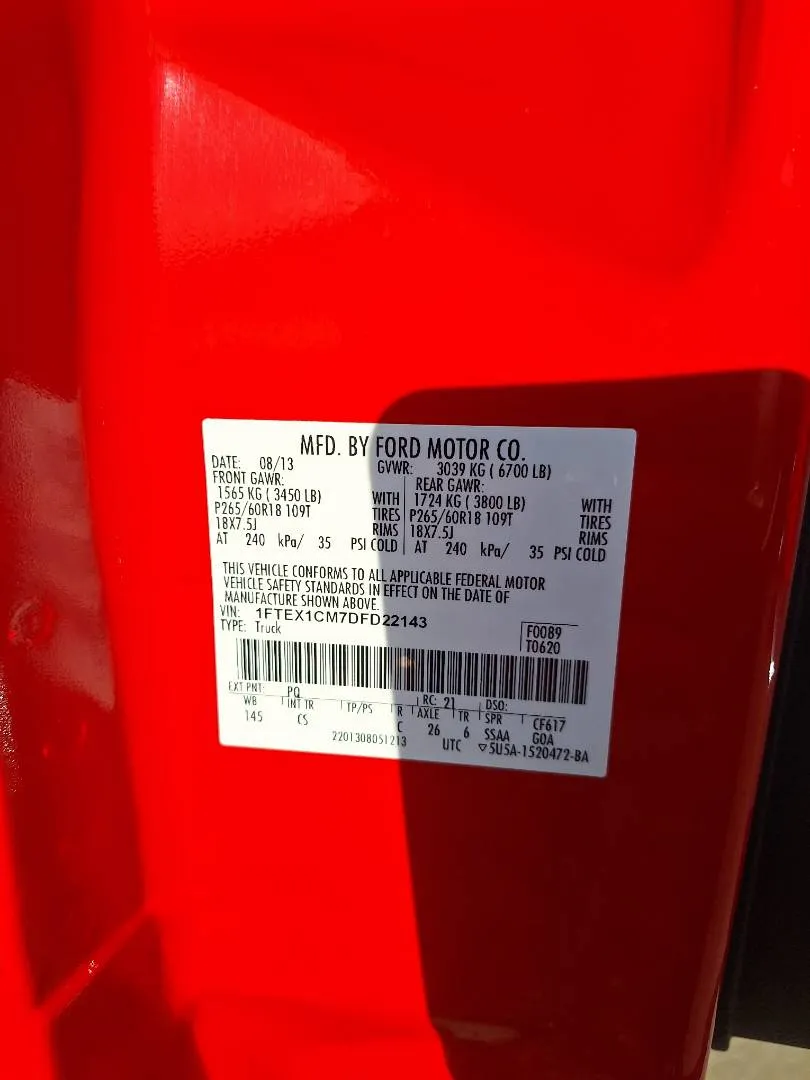 MFD. BY FORD MOTOR CO.
DATE: 08/13 GVWR: 3039 KG ( 6700 LB)
FRONT GAWR: REAR GAWR:
1565 KG ( 3450 LB) WITH 1724 KG ( 3800 LB) WITH
P265/60R18 109T TIRES P265/60R18 109T TIRES
18X7.5J RIMS 18X7.5J RIMS
AT 240 kPa/ 35 PSI COLD AT 240 kPa/ 35 PSI COLD
THIS VEHICLE CONFORMS TO ALL APPLICABLE FEDERAL MOTOR
VEHICLE SAFETY STANDARDS IN EFFECT ON THE DATE OF
MANUFACTURE SHOWN ABOVE.
VIN: 1FTEX1CM7DFD22143
TYPE: Truck F0089
T0620
EXT PNT: PQ RC: 21 DSO:
WB INT TR TP/PS R AXLE TR SPR CF617
145 CS C 26 6 SSAA GOA
2201308051213 UTC ▽5U5A-1520472-BA